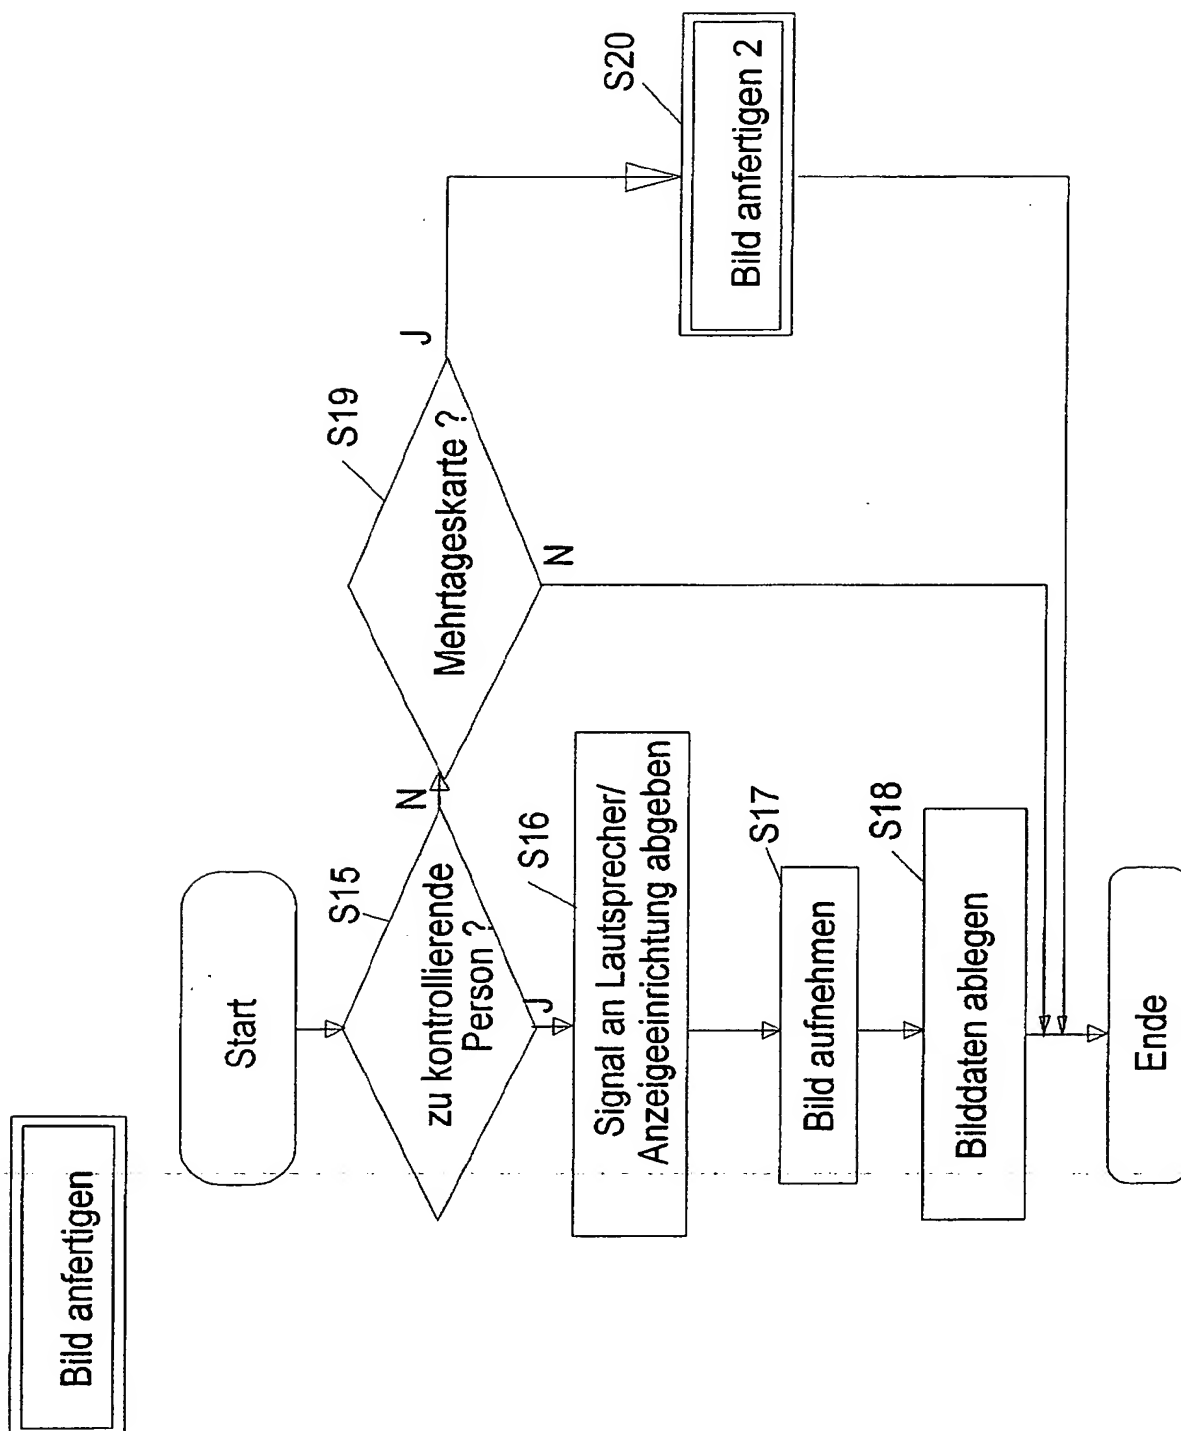 Bild anfertigen
Start
S15
zu kontrollierende
Person ?
N
J
S16
Signal an Lautsprecher/
Anzeigeeinrichtung abgeben
S17
Bild aufnehmen
S18
Bilddaten ablegen
Ende
S19
Mehrtageskarte ?
J
N
S20
Bild anfertigen 2